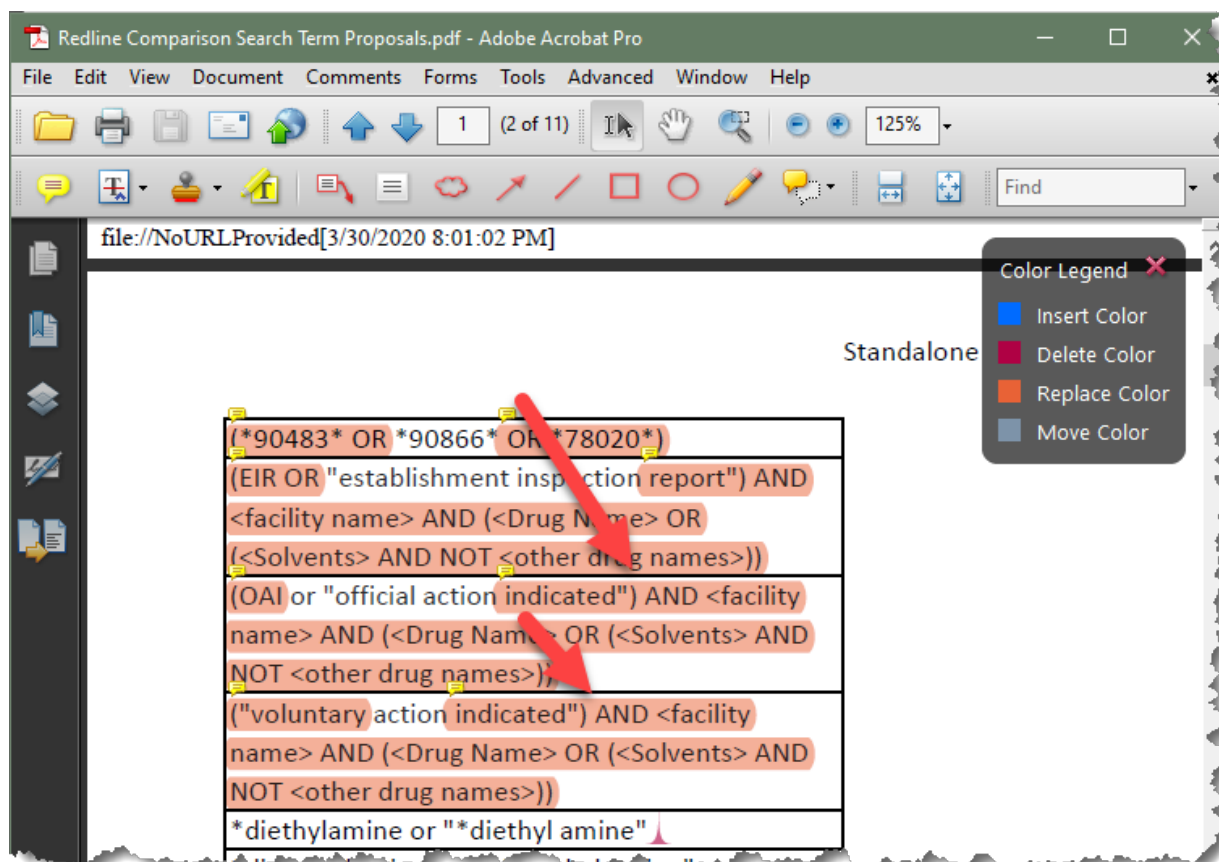 Redline Comparison Search Term Proposals.pdf - Adobe Acrobat Pro
File Edit View Document Comments Forms Tools Advanced Window Help
1 (2 of 11) 125%
Find
file://NoURLProvided[3/30/2020 8:01:02 PM]
Color Legend
Insert Color
Delete Color
Replace Color
Move Color
Standalone
(*90483* OR *90866* OR *78020*)
(EIR OR "establishment inspection report") AND
<facility name> AND (<Drug Name> OR
(<Solvents> AND NOT <other drug names>))
(OAI or "official action indicated") AND <facility
name> AND (<Drug Name> OR (<Solvents> AND
NOT <other drug names>))
("voluntary action indicated") AND <facility
name> AND (<Drug Name> OR (<Solvents> AND
NOT <other drug names>))
*diethylamine or "*diethyl amine"